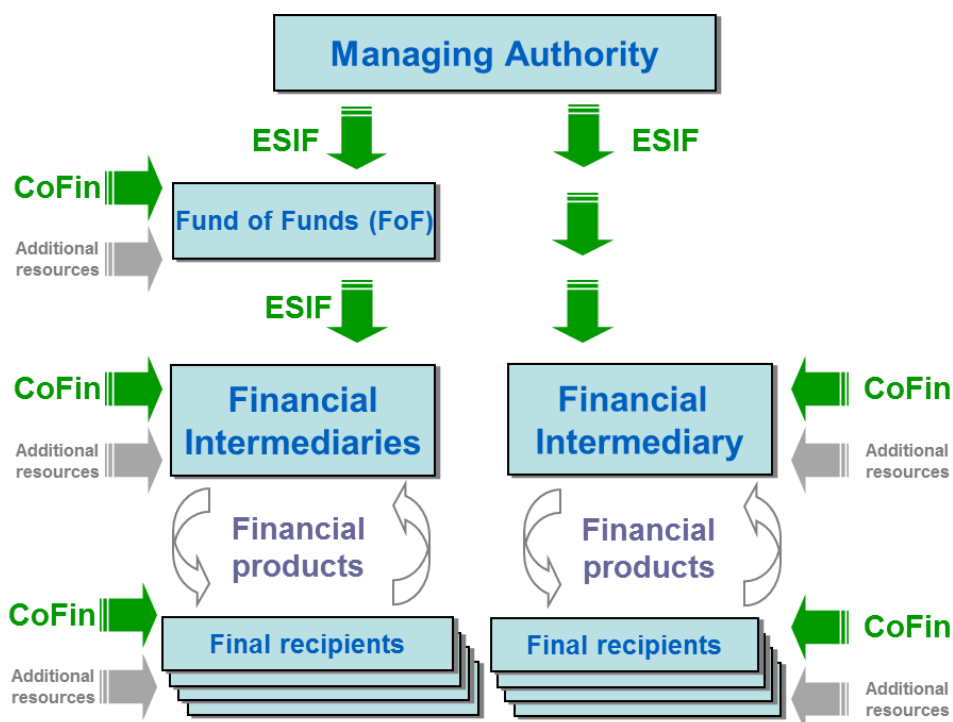 Managing Authority
ESIF
ESIF
CoFin
Fund of Funds (FoF)
Additional
resources
ESIF
CoFin
Financial
Intermediaries
Additional
resources
Financial
Intermediary
CoFin
Additional
resources
Financial
products
Financial
products
CoFin
Final recipients
Additional
resources
Final recipients
CoFin
Additional
resources